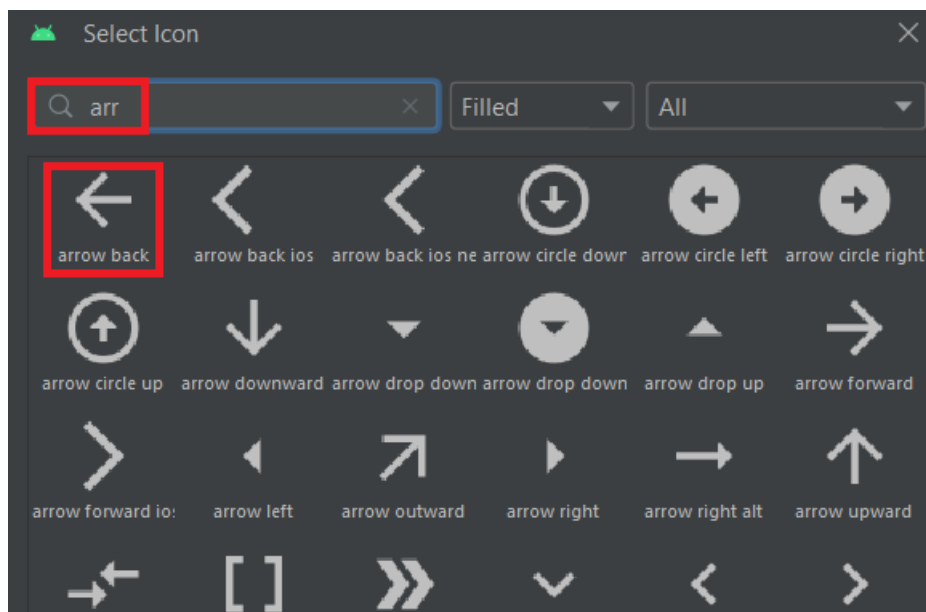 Select Icon
arr
Filled
All
arrow back
arrow back ios
arrow back ios ne
arrow circle down
arrow circle left
arrow circle right
arrow circle up
arrow downward
arrow drop down
arrow drop down
arrow drop up
arrow forward
arrow forward ios
arrow left
arrow outward
arrow right
arrow right alt
arrow upward